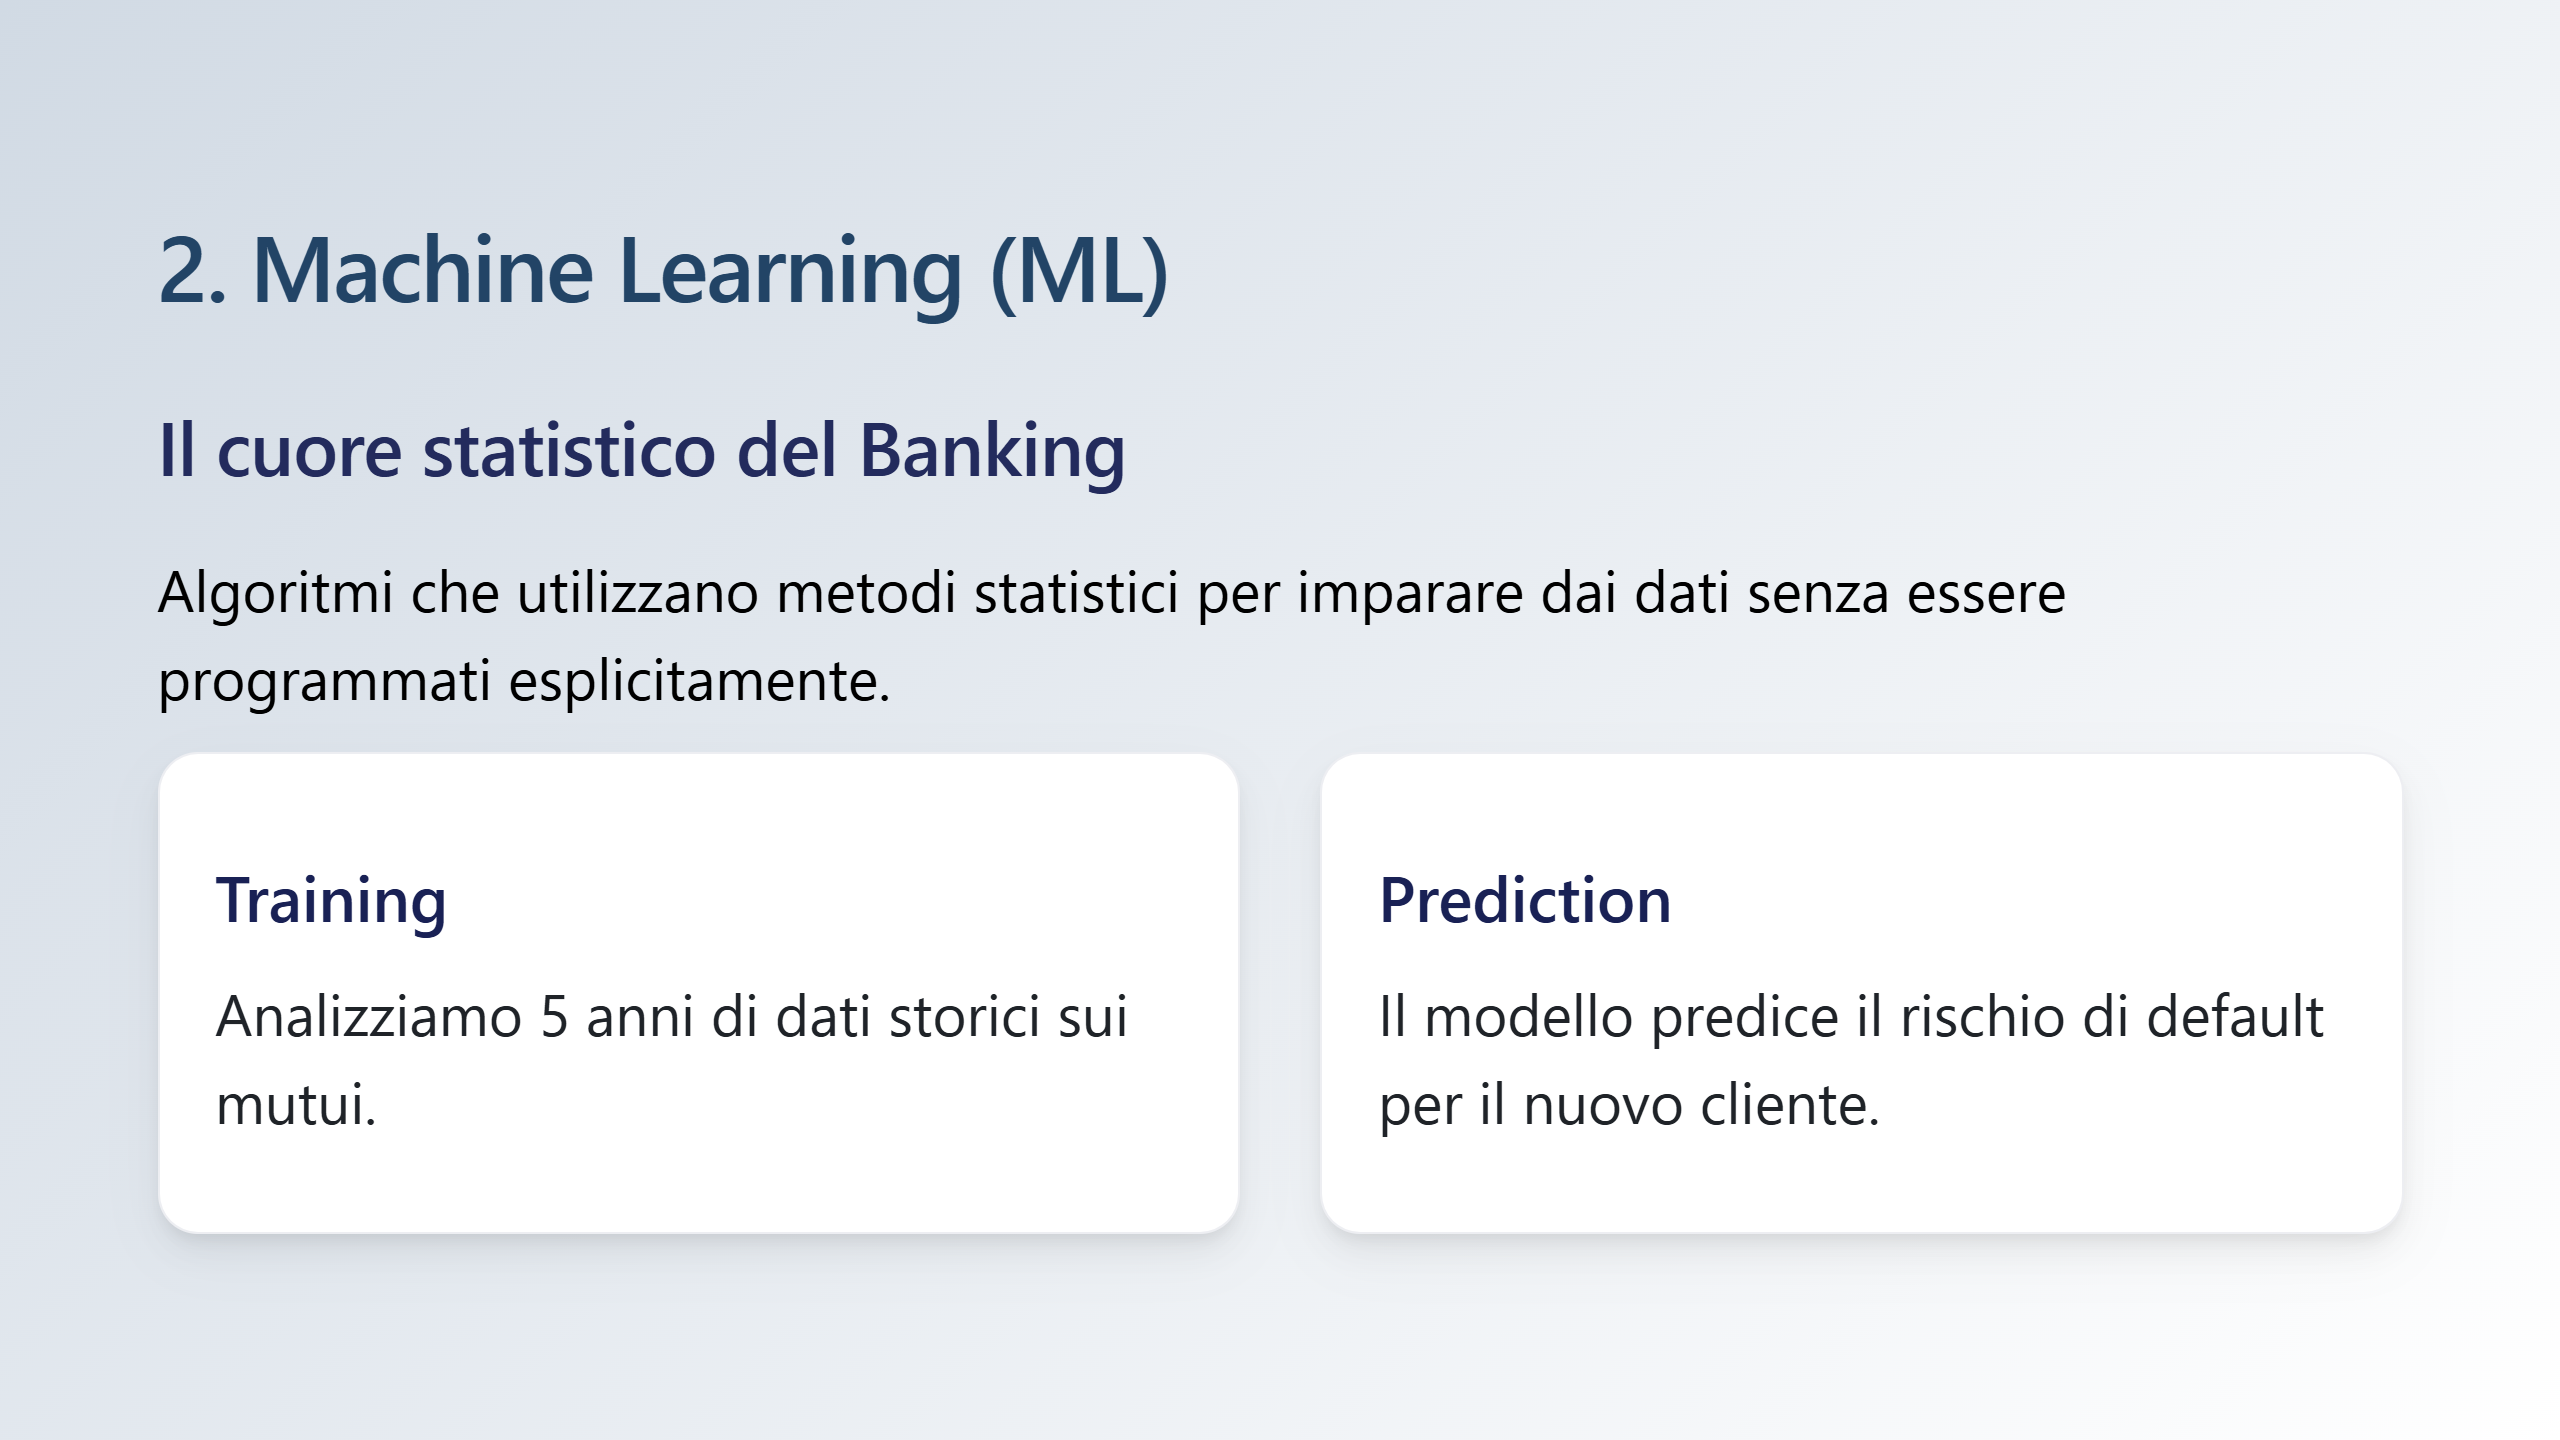 2. Machine Learning (ML)
Il cuore statistico del Banking
Algoritmi che utilizzano metodi statistici per imparare dai dati senza essere
programmati esplicitamente.
Training
Analizziamo 5 anni di dati storici sui
mutui.
Prediction
Il modello predice il rischio di default
per il nuovo cliente.